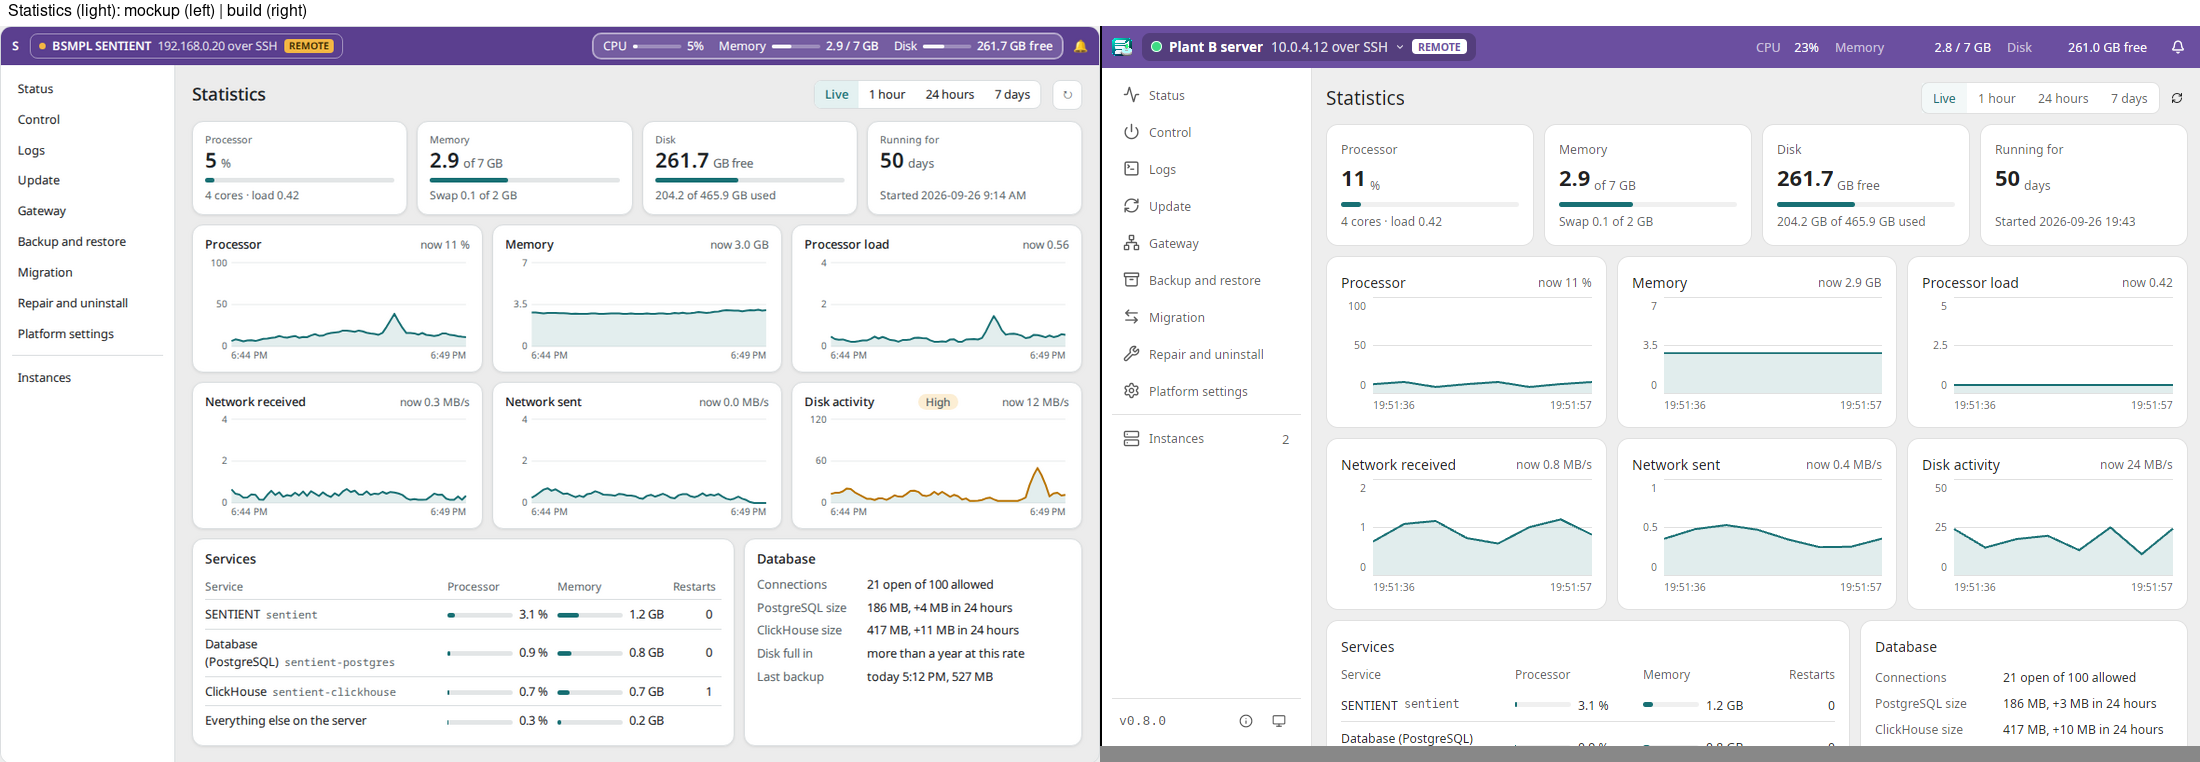 Statistics (light): mockup (left) | build (right)
S BSMPL SENTIENT 192.168.0.20 over SSH REMOTE CPU 5% Memory 2.9 / 7 GB Disk 261.7 GB free
Status
Control
Logs
Update
Gateway
Backup and restore
Migration
Repair and uninstall
Platform settings
Instances
Statistics Live 1 hour 24 hours 7 days
Processor
5 %
4 cores · load 0.42
Memory
2.9 of 7 GB
Swap 0.1 of 2 GB
Disk
261.7 GB free
204.2 of 465.9 GB used
Running for
50 days
Started 2026-09-26 9:14 AM
Processor now 11 %
100
50
0
6:44 PM 6:49 PM
Memory now 3.0 GB
7
3.5
0
6:44 PM 6:49 PM
Processor load now 0.56
4
2
0
6:44 PM 6:49 PM
Network received now 0.3 MB/s
4
2
0
6:44 PM 6:49 PM
Network sent now 0.0 MB/s
4
2
0
6:44 PM 6:49 PM
Disk activity High now 12 MB/s
120
60
0
6:44 PM 6:49 PM
Services
Service Processor Memory Restarts
SENTIENT sentient 3.1 % 1.2 GB 0
Database
(PostgreSQL) sentient-postgres 0.9 % 0.8 GB 0
ClickHouse sentient-clickhouse 0.7 % 0.7 GB 1
Everything else on the server 0.3 % 0.2 GB
Database
Connections 21 open of 100 allowed
PostgreSQL size 186 MB, +4 MB in 24 hours
ClickHouse size 417 MB, +11 MB in 24 hours
Disk full in more than a year at this rate
Last backup today 5:12 PM, 527 MB
Plant B server 10.0.4.12 over SSH REMOTE CPU 23% Memory 2.8 / 7 GB Disk 261.0 GB free
Status
Control
Logs
Update
Gateway
Backup and restore
Migration
Repair and uninstall
Platform settings
Instances 2
v0.8.0
Statistics Live 1 hour 24 hours 7 days
Processor
11 %
4 cores · load 0.42
Memory
2.9 of 7 GB
Swap 0.1 of 2 GB
Disk
261.7 GB free
204.2 GB of 465.9 GB used
Running for
50 days
Started 2026-09-26 19:43
Processor now 11 %
100
50
0
19:51:36 19:51:57
Memory now 2.9 GB
7
3.5
0
19:51:36 19:51:57
Processor load now 0.42
5
2.5
0
19:51:36 19:51:57
Network received now 0.8 MB/s
2
1
0
19:51:36 19:51:57
Network sent now 0.4 MB/s
1
0.5
0
19:51:36 19:51:57
Disk activity now 24 MB/s
50
25
0
19:51:36 19:51:57
Services
Service Processor Memory Restarts
SENTIENT sentient 3.1 % 1.2 GB 0
Database (PostgreSQL)
Database
Connections 21 open of 100 allowed
PostgreSQL size 186 MB, +3 MB in 24 hours
ClickHouse size 417 MB, +10 MB in 24 hours